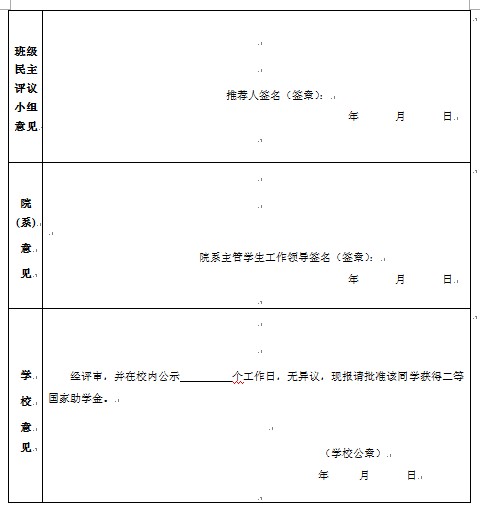 班级
民主
评议
小组
意见
推荐人签名（签章）：
年 月 日
院
(系)
意
见
院系主管学生工作领导签名（签章）：
年 月 日
学
校
意
见
经评审，并在校内公示________个工作日，无异议，现报请批准该同学获得二等
国家助学金。
（学校公章）
年 月 日